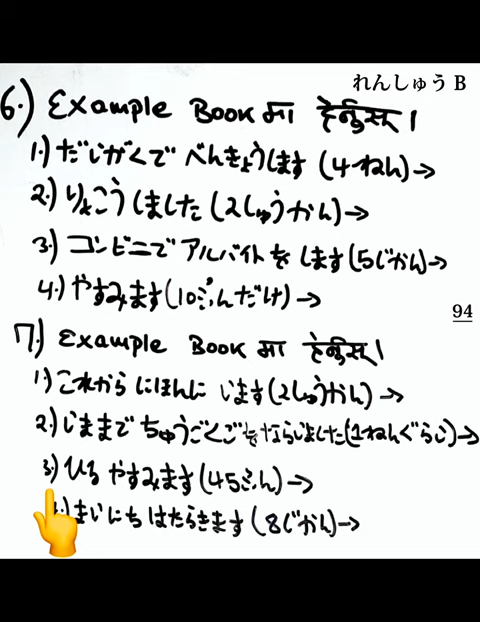 れんしゅう B
6.) Example Book मा हेर्नुहोस् ।
1.) だいがくで べんきょうします (4ねん)→
2.) りょこうしました (2しゅうかん)→
3.) コンビニで アルバイトを します (5じかん)→
4.) やすみます (10ぷんだけ)→
94
7.) Example Book मा हेर्नुहोस् ।
1.) これから にほんに います (2しゅうかん)→
2.) いままで ちゅうごくごを ならいました (1ねんぐらい)→
3.) ひる やすみます (45ふん)→
まいにち はたらきます (8じかん)→